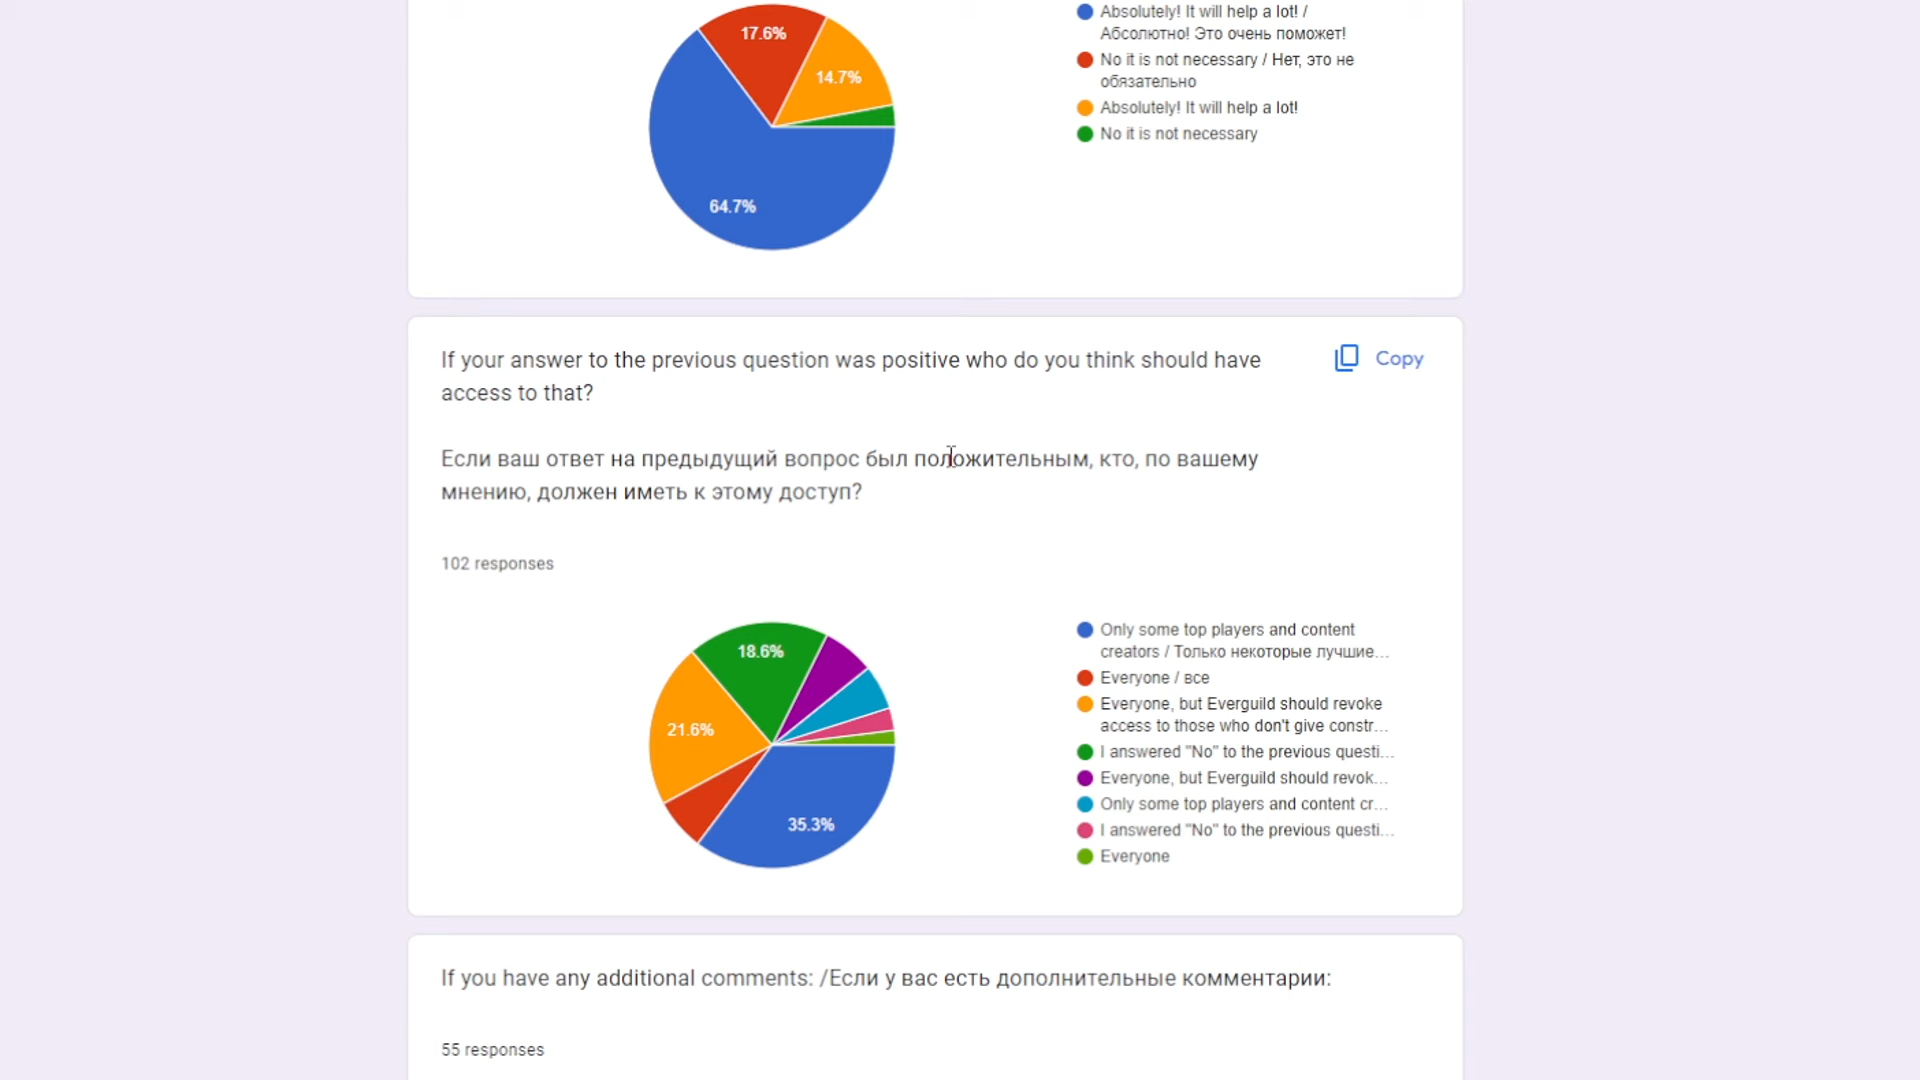 17.6%
14.7%
64.7%
Absolutely! It will help a lot! /
Абсолютно! Это очень поможет!
No it is not necessary / Нет, это не
обязательно
Absolutely! It will help a lot!
No it is not necessary
If your answer to the previous question was positive who do you think should have
access to that?
Copy
Если ваш ответ на предыдущий вопрос был положительным, кто, по вашему
мнению, должен иметь к этому доступ?
102 responses
18.6%
21.6%
35.3%
Only some top players and content
creators / Только некоторые лучшие...
Everyone / все
Everyone, but Everguild should revoke
access to those who don't give constr...
I answered "No" to the previous questi...
Everyone, but Everguild should revok...
Only some top players and content cr...
I answered "No" to the previous questi...
Everyone
If you have any additional comments: /Если у вас есть дополнительные комментарии:
55 responses